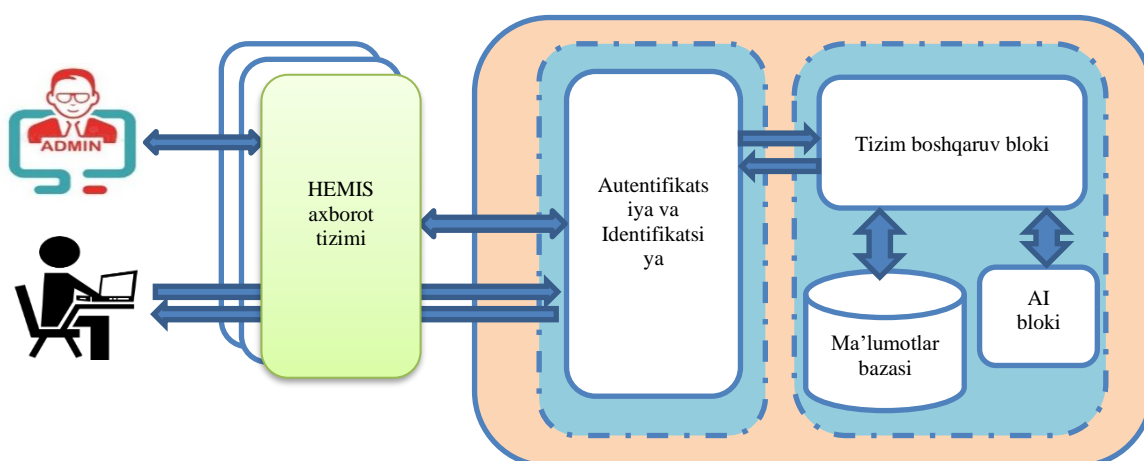 ADMIN
HEMIS
axborot
tizimi
Autentifikats
iya va
Identifikatsi
ya
Tizim boshqaruv bloki
Ma’lumotlar
bazasi
AI
bloki